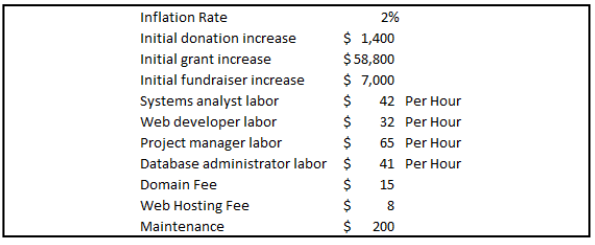 Inflation Rate 2%
Initial donation increase $ 1,400
Initial grant increase $58,800
Initial fundraiser increase $ 7,000
Systems analyst labor $ 42 Per Hour
Web developer labor $ 32 Per Hour
Project manager labor $ 65 Per Hour
Database administrator labor $ 41 Per Hour
Domain Fee $ 15
Web Hosting Fee $ 8
Maintenance $ 200